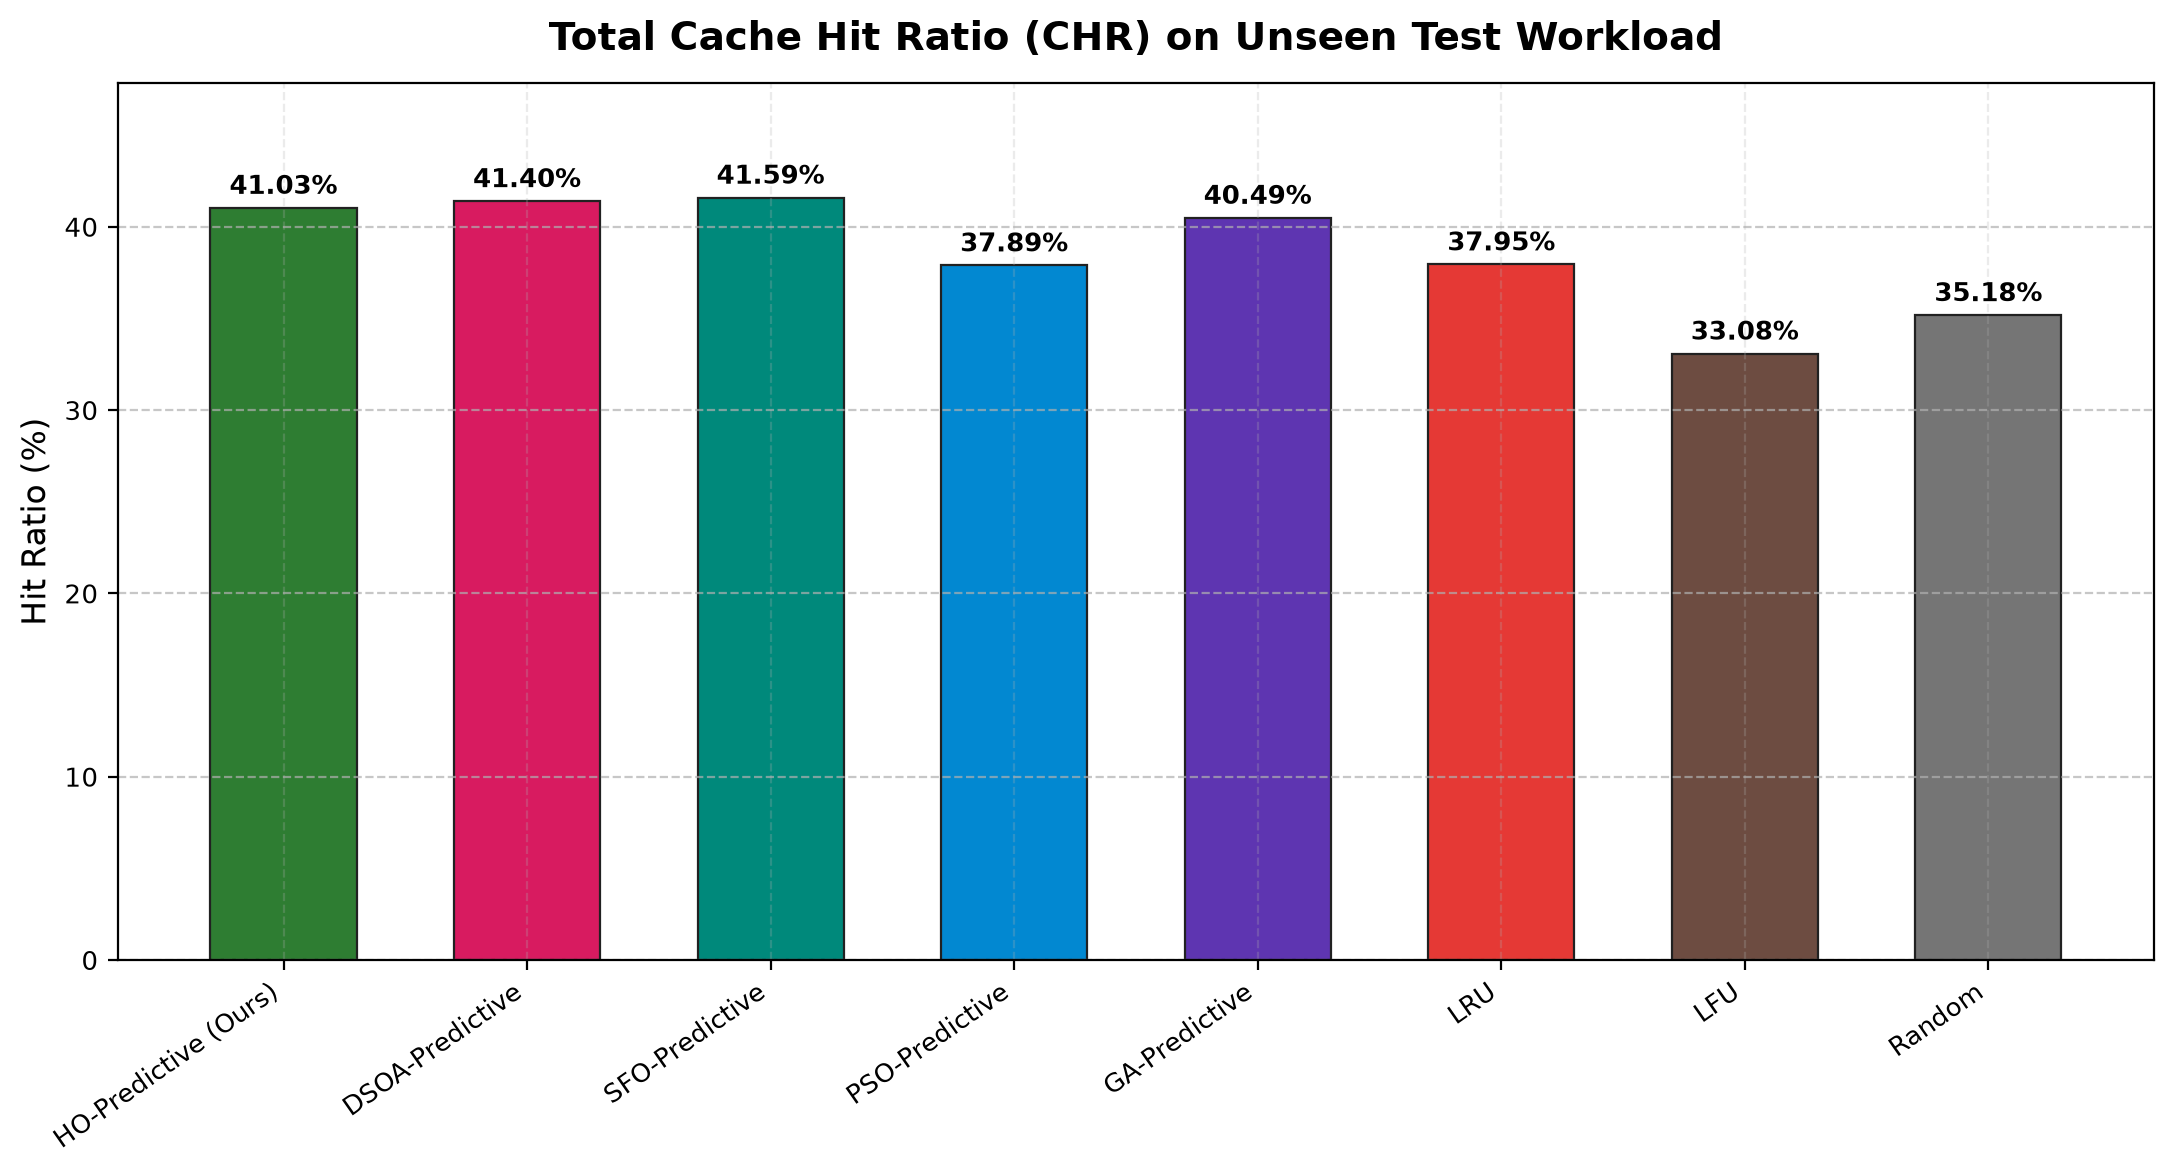 Total Cache Hit Ratio (CHR) on Unseen Test Workload
Hit Ratio (%)
40
30
20
10
0
41.03%
41.40%
41.59%
37.89%
40.49%
37.95%
33.08%
35.18%
HO-Predictive (Ours)
DSOA-Predictive
SFO-Predictive
PSO-Predictive
GA-Predictive
LRU
LFU
Random